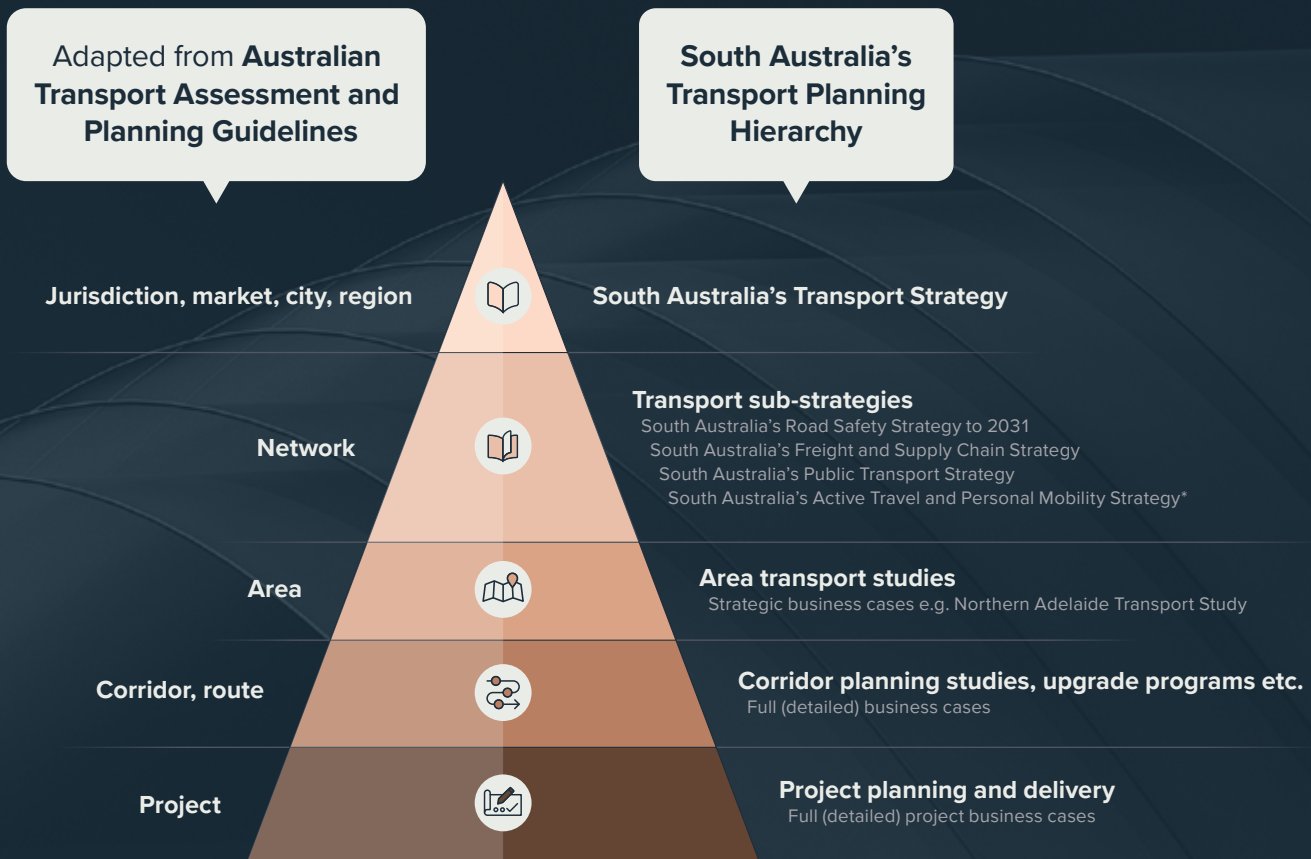 Adapted from Australian
Transport Assessment and
Planning Guidelines
South Australia’s
Transport Planning
Hierarchy
Jurisdiction, market, city, region
South Australia’s Transport Strategy
Network
Transport sub-strategies
South Australia’s Road Safety Strategy to 2031
South Australia’s Freight and Supply Chain Strategy
South Australia’s Public Transport Strategy
South Australia’s Active Travel and Personal Mobility Strategy*
Area
Area transport studies
Strategic business cases e.g. Northern Adelaide Transport Study
Corridor, route
Corridor planning studies, upgrade programs etc.
Full (detailed) business cases
Project
Project planning and delivery
Full (detailed) project business cases